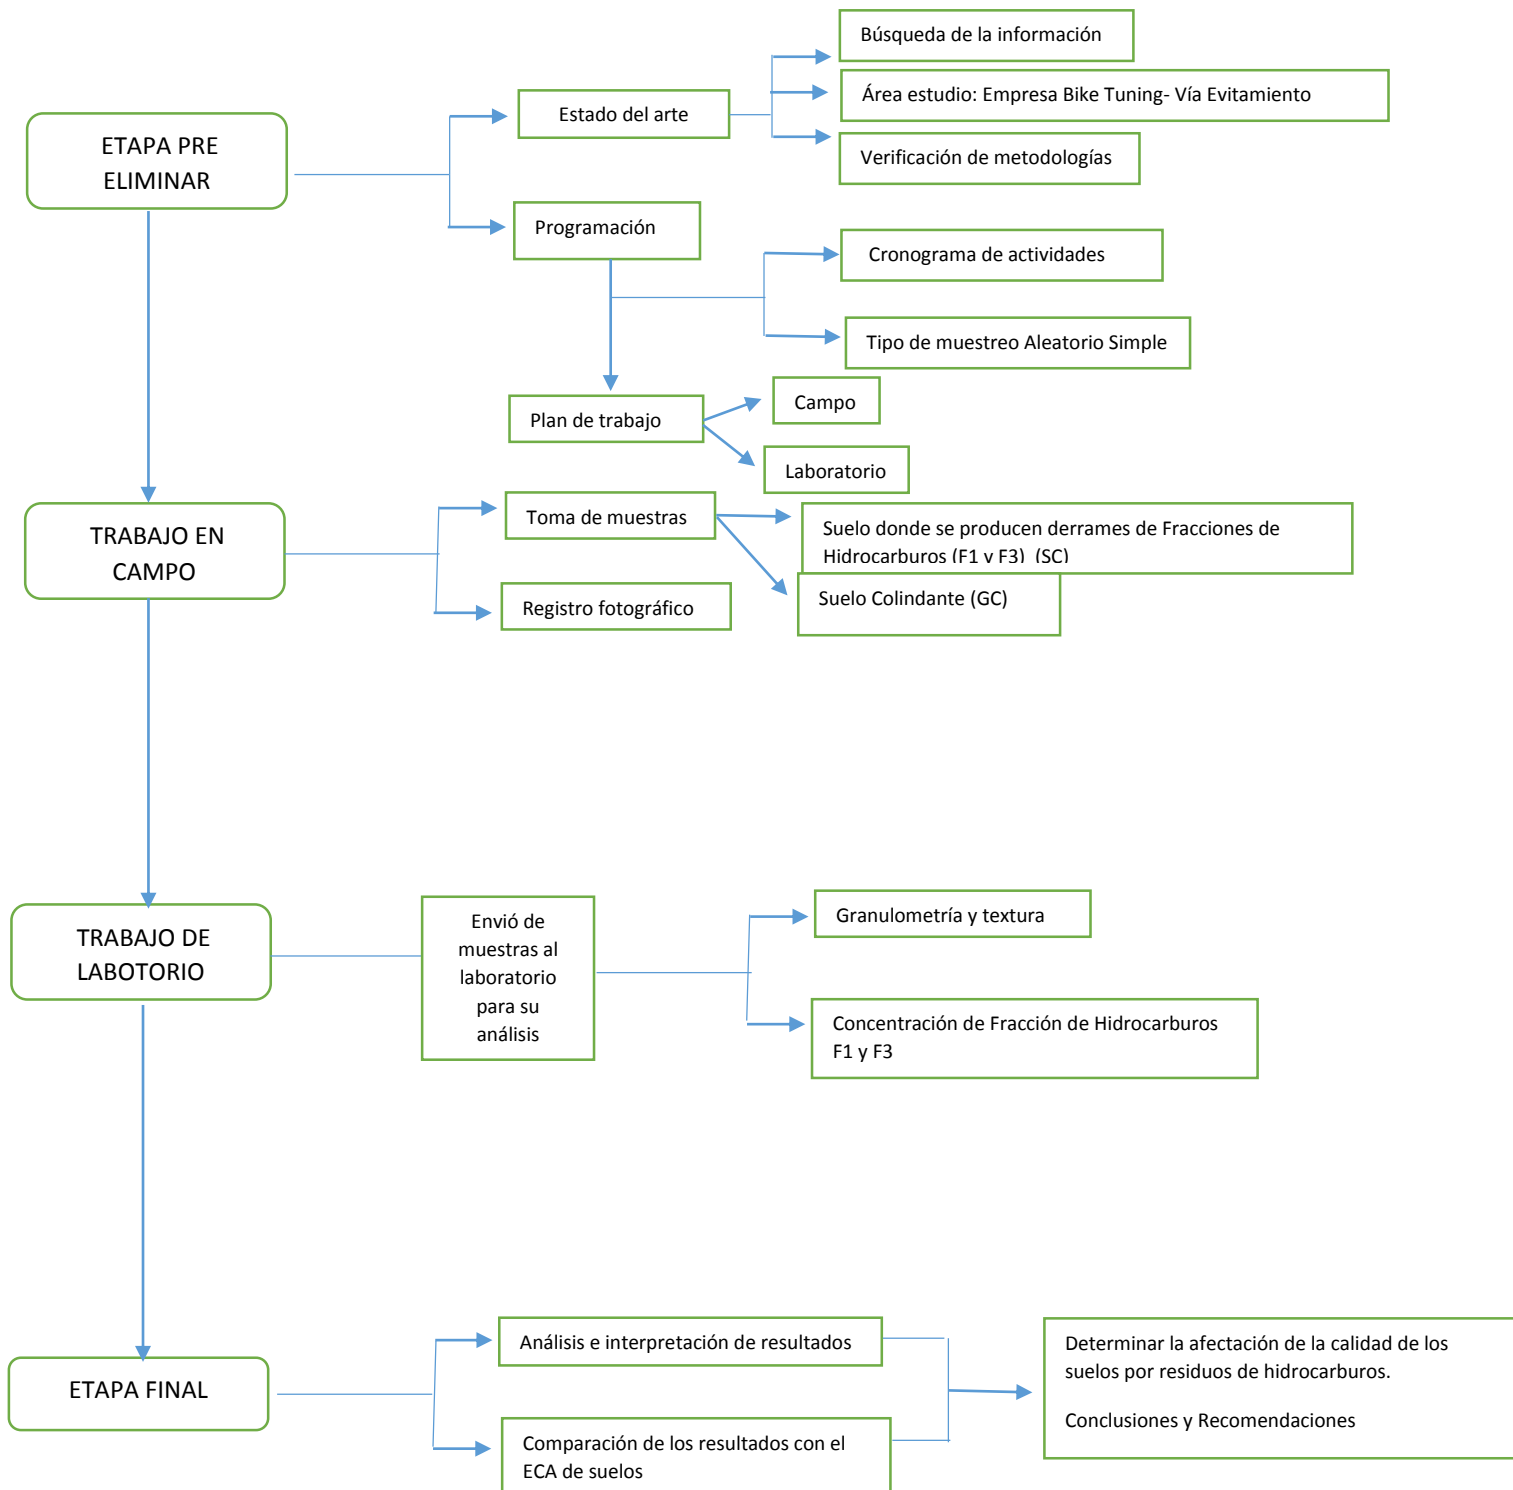 Búsqueda de la información
Área estudio: Empresa Bike Tuning- Vía Evitamiento
Estado del arte
ETAPA PRE
ELIMINAR
Verificación de metodologías
Programación
Cronograma de actividades
Tipo de muestreo Aleatorio Simple
Plan de trabajo
Campo
Laboratorio
TRABAJO EN
CAMPO
Toma de muestras
Suelo donde se producen derrames de Fracciones de
Hidrocarburos (F1 y F3) (SC)
Suelo Colindante (GC)
Registro fotográfico
TRABAJO DE
LABOTORIO
Envió de
muestras al
laboratorio
para su
análisis
Granulometría y textura
Concentración de Fracción de Hidrocarburos
F1 y F3
ETAPA FINAL
Análisis e interpretación de resultados
Comparación de los resultados con el
ECA de suelos
Determinar la afectación de la calidad de los
suelos por residuos de hidrocarburos.
Conclusiones y Recomendaciones